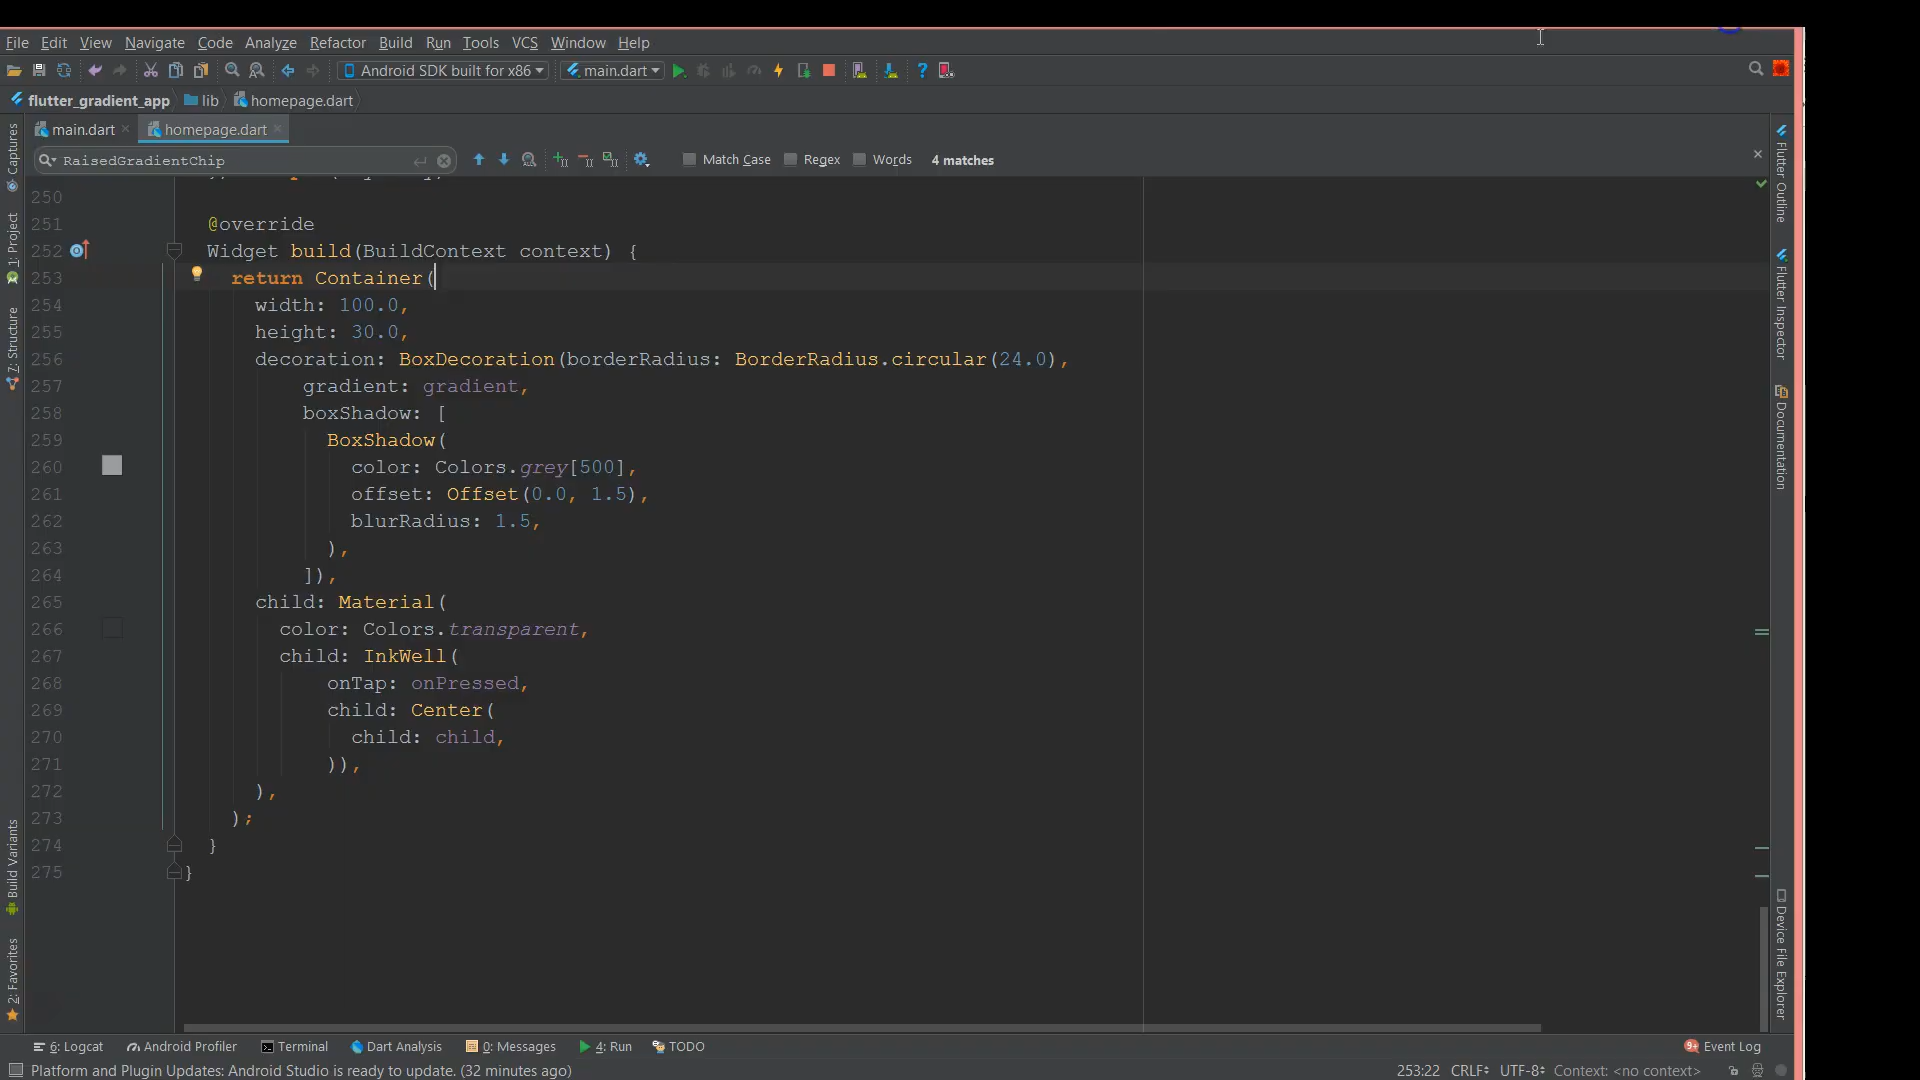 File Edit View Navigate Code Analyze Refactor Build Run Tools VCS Window Help
Android SDK built for x86 main.dart
flutter_gradient_app lib homepage.dart
main.dart homepage.dart
RaisedGradientChip Match Case Regex Words 4 matches
250
251 @override
252 Widget build(BuildContext context) {
253 return Container(
254 width: 100.0,
255 height: 30.0,
256 decoration: BoxDecoration(borderRadius: BorderRadius.circular(24.0),
257 gradient: gradient,
258 boxShadow: [
259 BoxShadow(
260 color: Colors.grey[500],
261 offset: Offset(0.0, 1.5),
262 blurRadius: 1.5,
263 ),
264 ]),
265 child: Material(
266 color: Colors.transparent,
267 child: InkWell(
268 onTap: onPressed,
269 child: Center(
270 child: child,
271 )),
272 ),
273 );
274 }
275 }
Captures
1: Project
7: Structure
Build Variants
2: Favorites
Flutter Outline
Flutter Inspector
Documentation
Device File Explorer
6: Logcat Android Profiler Terminal Dart Analysis 0: Messages 4: Run TODO 9+ Event Log
Platform and Plugin Updates: Android Studio is ready to update. (32 minutes ago) 253:22 CRLF UTF-8 Context: <no context>